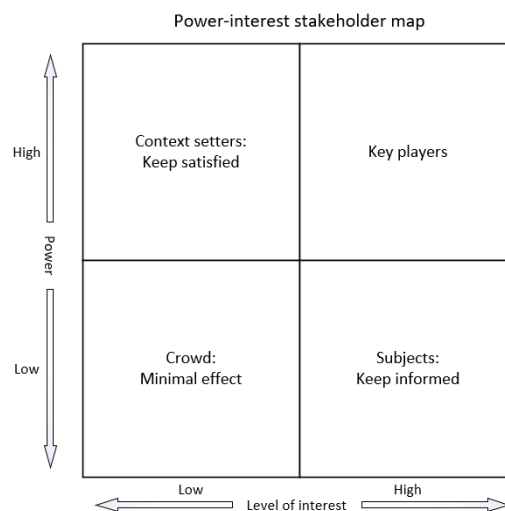 Power-interest stakeholder map
High
Context setters:
Keep satisfied
Key players
Power
Low
Crowd:
Minimal effect
Subjects:
Keep informed
Low
High
Level of interest